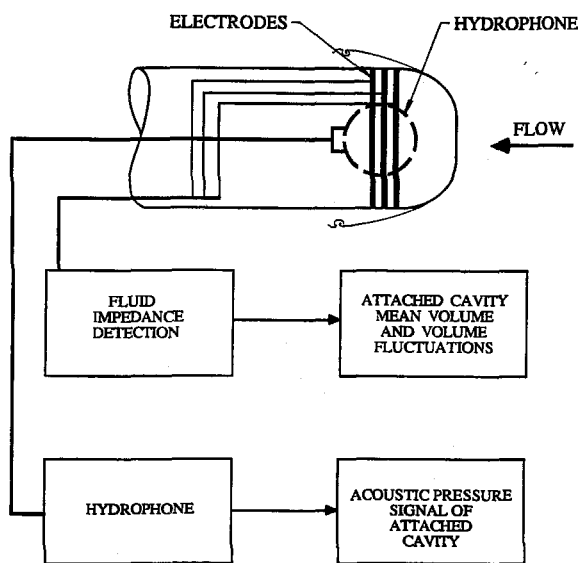 ELECTRODES
HYDROPHONE
FLOW
FLUID
IMPEDANCE
DETECTION
ATTACHED CAVITY
MEAN VOLUME
AND VOLUME
FLUCTUATIONS
HYDROPHONE
ACOUSTIC PRESSURE
SIGNAL OF
ATTACHED
CAVITY